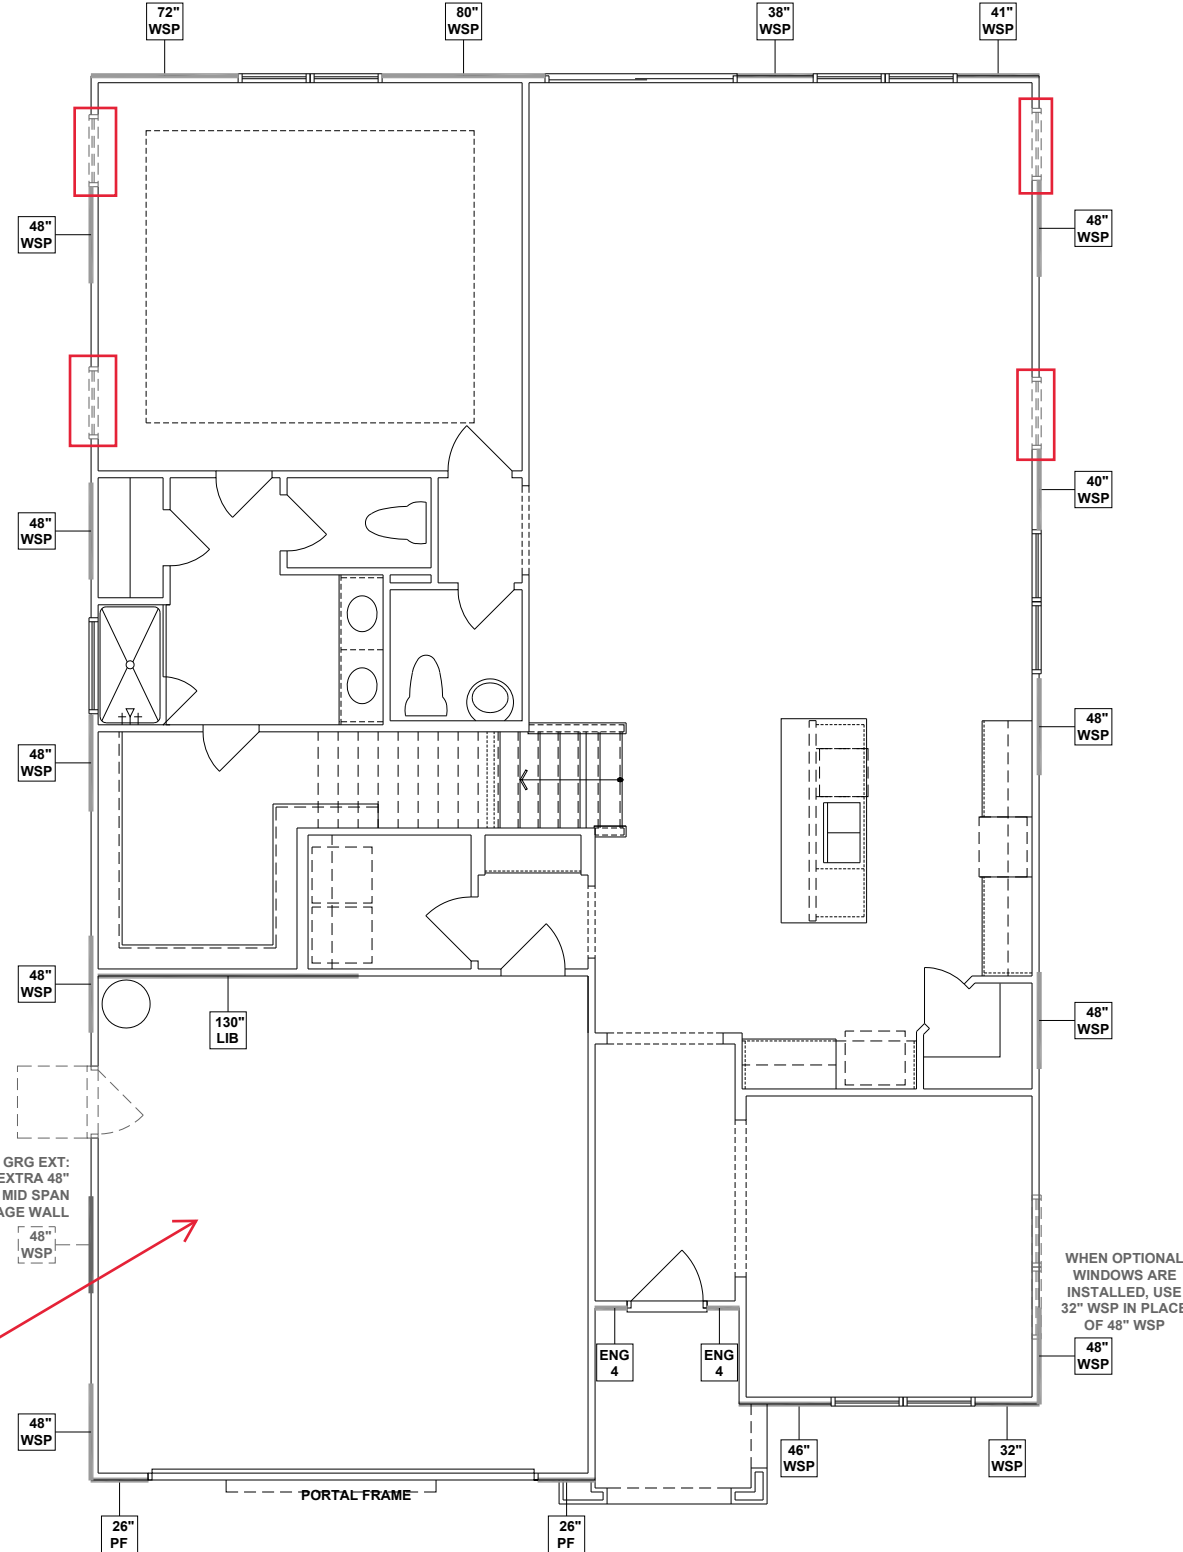 72"
WSP
80"
WSP
38"
WSP
41"
WSP
48"
WSP
48"
WSP
40"
WSP
48"
WSP
48"
WSP
48"
WSP
48"
WSP
130"
LIB
48"
WSP
GRG EXT:
EXTRA 48"
MID SPAN
AGE WALL
48"
WSP
WHEN OPTIONAL
WINDOWS ARE
INSTALLED, USE
32" WSP IN PLACE
OF 48" WSP
ENG
4
ENG
4
48"
WSP
48"
WSP
46"
WSP
32"
WSP
PORTAL FRAME
26"
PF
26"
PF